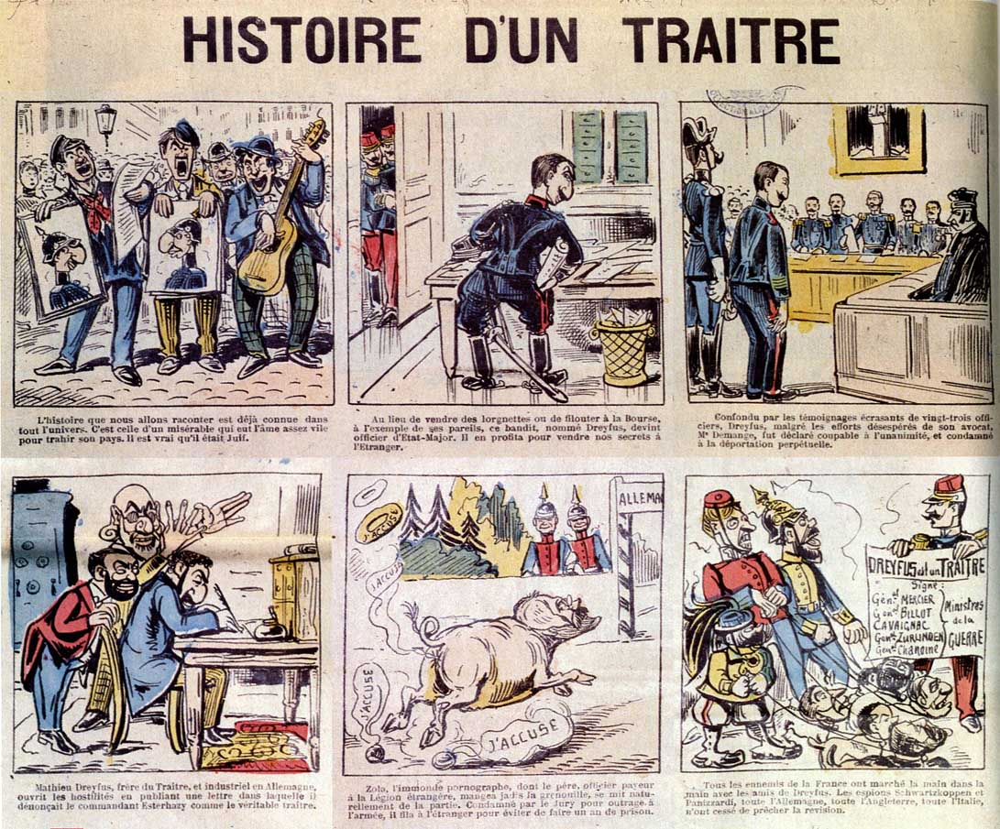 HISTOIRE D'UN TRAITRE
L'histoire que nous allons raconter est déjà connue dans
tout l'univers. C'est celle d'un misérable qui eut l'âme assez vile
pour trahir son pays. Il est vrai qu'il était Juif.
Au lieu de vendre des lorgnettes ou de filouter à la Bourse,
à l'exemple de ses pareils, ce bandit, nommé Dreyfus, devint
officier d'Etat-Major. Il en profita pour vendre nos secrets à
l'Etranger.
Confondu par les témoignages écrasants de vingt-trois offi-
ciers, Dreyfus, malgré les efforts désespérés de son avocat,
Me Demange, fut déclaré coupable à l'unanimité, et condamné
à la déportation perpétuelle.
J'ACCUSE
J'ACCUSE
J'ACCUSE
J'ACCUSE
ALLEMA
DREYFUS est un TRAITRE
Signé :
Génal MERCIER
Genal BILLOT
CAVAIGNAC
Genal ZURLINDEN
Genal Chanoine
Ministres
de la
GUERRE
Mathieu Dreyfus, frère du Traitre, et industriel en Allemagne,
ouvrit les hostilités en publiant une lettre dans laquelle il
dénonçait le commandant Esterhazy comme le véritable traître.
Zola, l'immonde pornographe, dont le père, officier payeur
à la Légion étrangère, mangea jadis la grenouille, se mit natu-
rellement de la partie. Condamné par le Jury pour outrage à
l'armée, il fila à l'étranger pour éviter de faire un an de prison.
Tous les ennemis de la France ont marché la main dans la
main avec les amis de Dreyfus. Les espions Schwartzkoppen et
Panizzardi, toute l'Allemagne, toute l'Angleterre, toute l'Italie,
n'ont cessé de prêcher la revision.